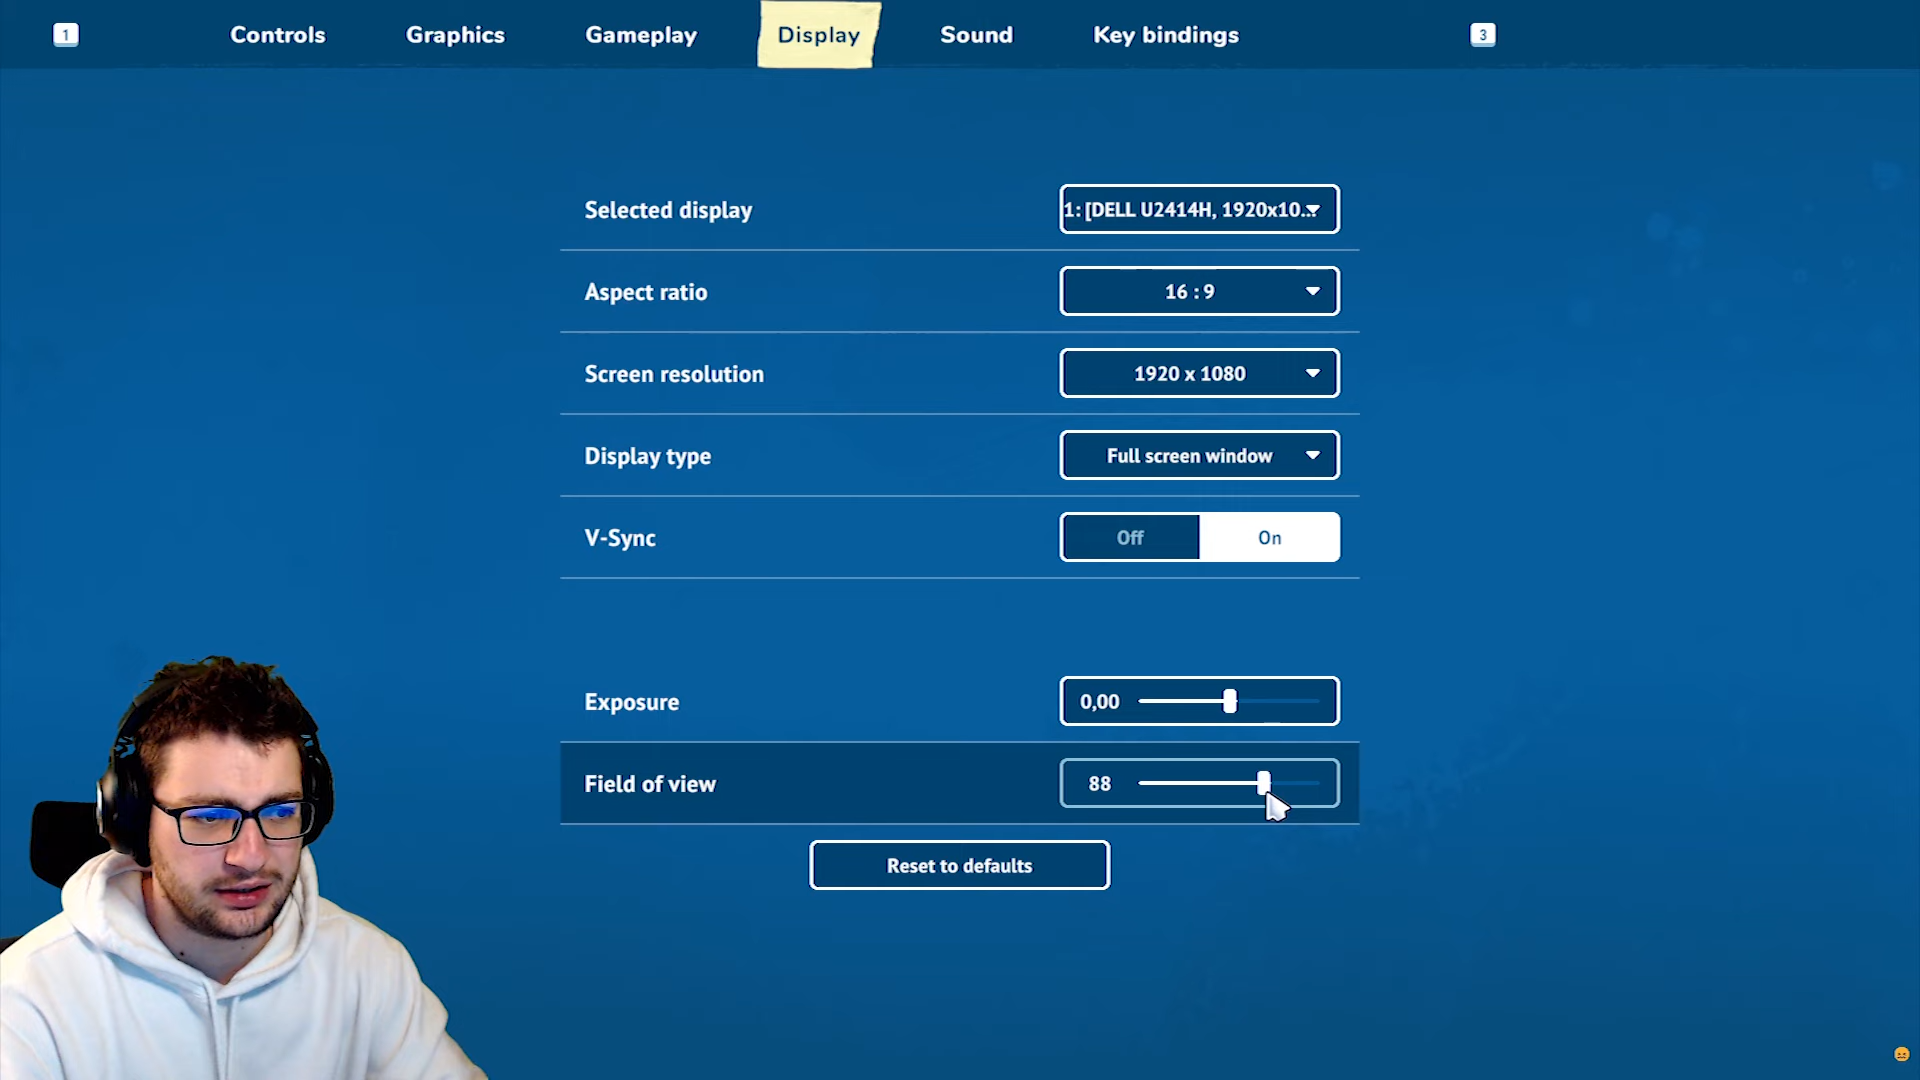 1 Controls Graphics Gameplay Display Sound Key bindings 3
Selected display 1: [DELL U2414H, 1920x10...
Aspect ratio 16 : 9
Screen resolution 1920 x 1080
Display type Full screen window
V-Sync Off On
Exposure 0,00
Field of view 88
Reset to defaults